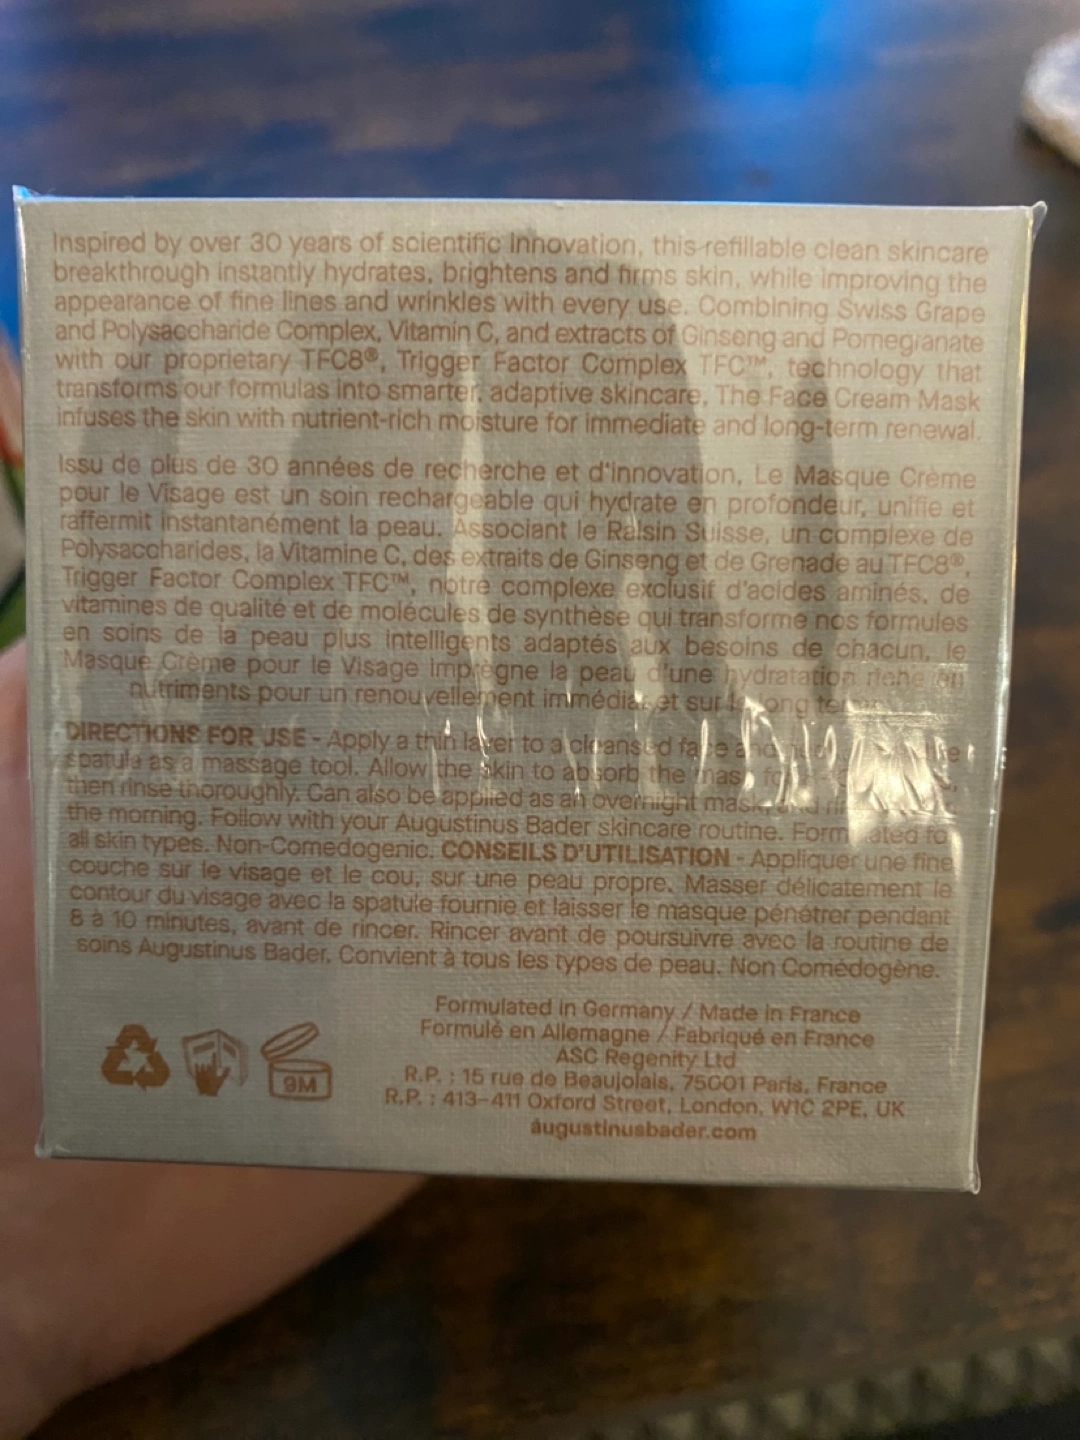 Inspired by over 30 years of scientific innovation, this refillable clean skincare
breakthrough instantly hydrates, brightens and firms skin, while improving the
appearance of fine lines and wrinkles with every use. Combining Swiss Grape
and Polysaccharide Complex, Vitamin C, and extracts of Ginseng and Pomegranate
with our proprietary TFC8®, Trigger Factor Complex TFC™, technology that
transforms our formulas into smarter, adaptive skincare, The Face Cream Mask
infuses the skin with nutrient-rich moisture for immediate and long-term renewal.
Issu de plus de 30 années de recherche et d'innovation, Le Masque Crème
pour le Visage est un soin rechargeable qui hydrate en profondeur, unifie et
raffermit instantanément la peau. Associant le Raisin Suisse, un complexe de
Polysaccharides, la Vitamine C, des extraits de Ginseng et de Grenade au TFC8®,
Trigger Factor Complex TFC™, notre complexe exclusif d'acides aminés, de
vitamines de qualité et de molécules de synthèse qui transforme nos formules
en soins de la peau plus intelligents adaptés aux besoins de chacun, le
Masque Crème pour le Visage imprègne la peau d'une hydratation riche en
nutriments pour un renouvellement immédiat et sur le long
DIRECTIONS FOR USE - Apply a thin layer to a cleansed face
spatula as a massage tool. Allow the skin to absorb the mask
then rinse thoroughly. Can also be applied as an overnight mask
the morning. Follow with your Augustinus Bader skincare routine. Formulated for
all skin types. Non-Comedogenic. CONSEILS D'UTILISATION - Appliquer une fine
couche sur le visage et le cou, sur une peau propre. Masser délicatement le
contour du visage avec la spatule fournie et laisser le masque pénétrer pendant
8 à 10 minutes, avant de rincer. Rincer avant de poursuivre avec la routine de
soins Augustinus Bader. Convient à tous les types de peau. Non Comédogène.
Formulated in Germany / Made in France
Formulé en Allemagne / Fabriqué en France
ASC Regenity Ltd
R.P. : 15 rue de Beaujolais, 75001 Paris, France
R.P. : 413-411 Oxford Street, London, W1C 2PE, UK
augustinusbader.com
9M